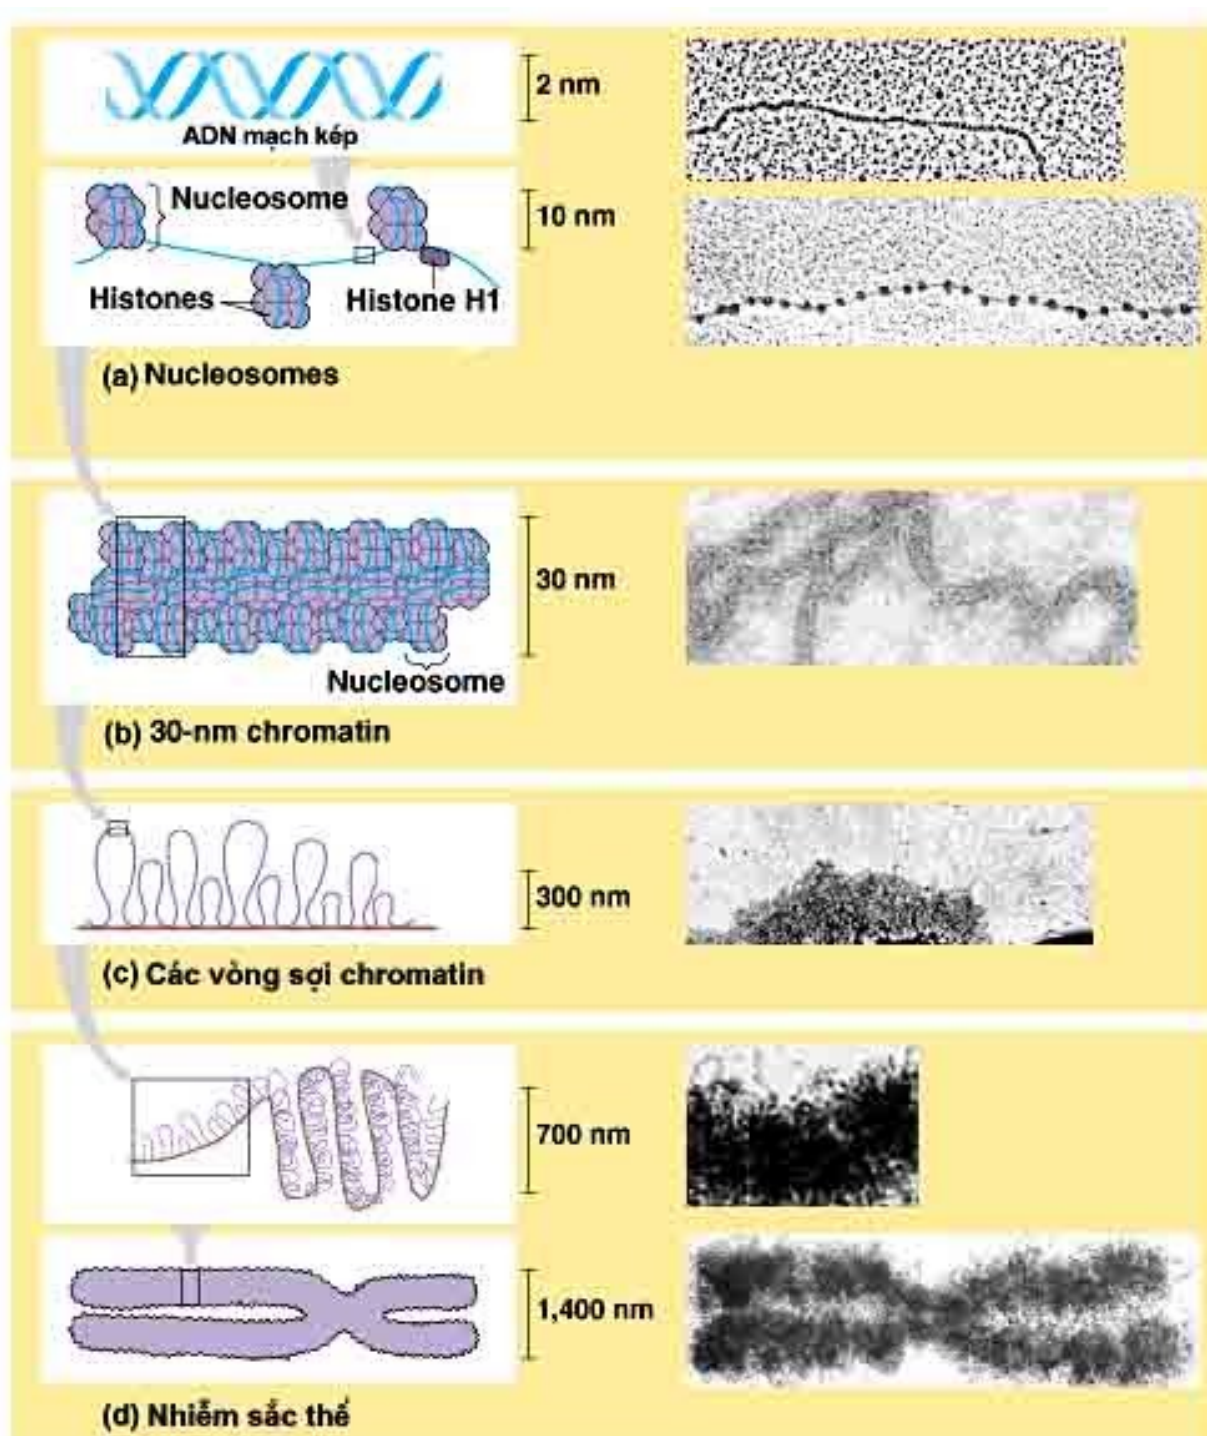 ADN mạch kép
2 nm
Nucleosome
10 nm
Histones
Histone H1
(a) Nucleosomes
30 nm
Nucleosome
(b) 30-nm chromatin
300 nm
(c) Các vòng sợi chromatin
700 nm
1,400 nm
(d) Nhiễm sắc thể